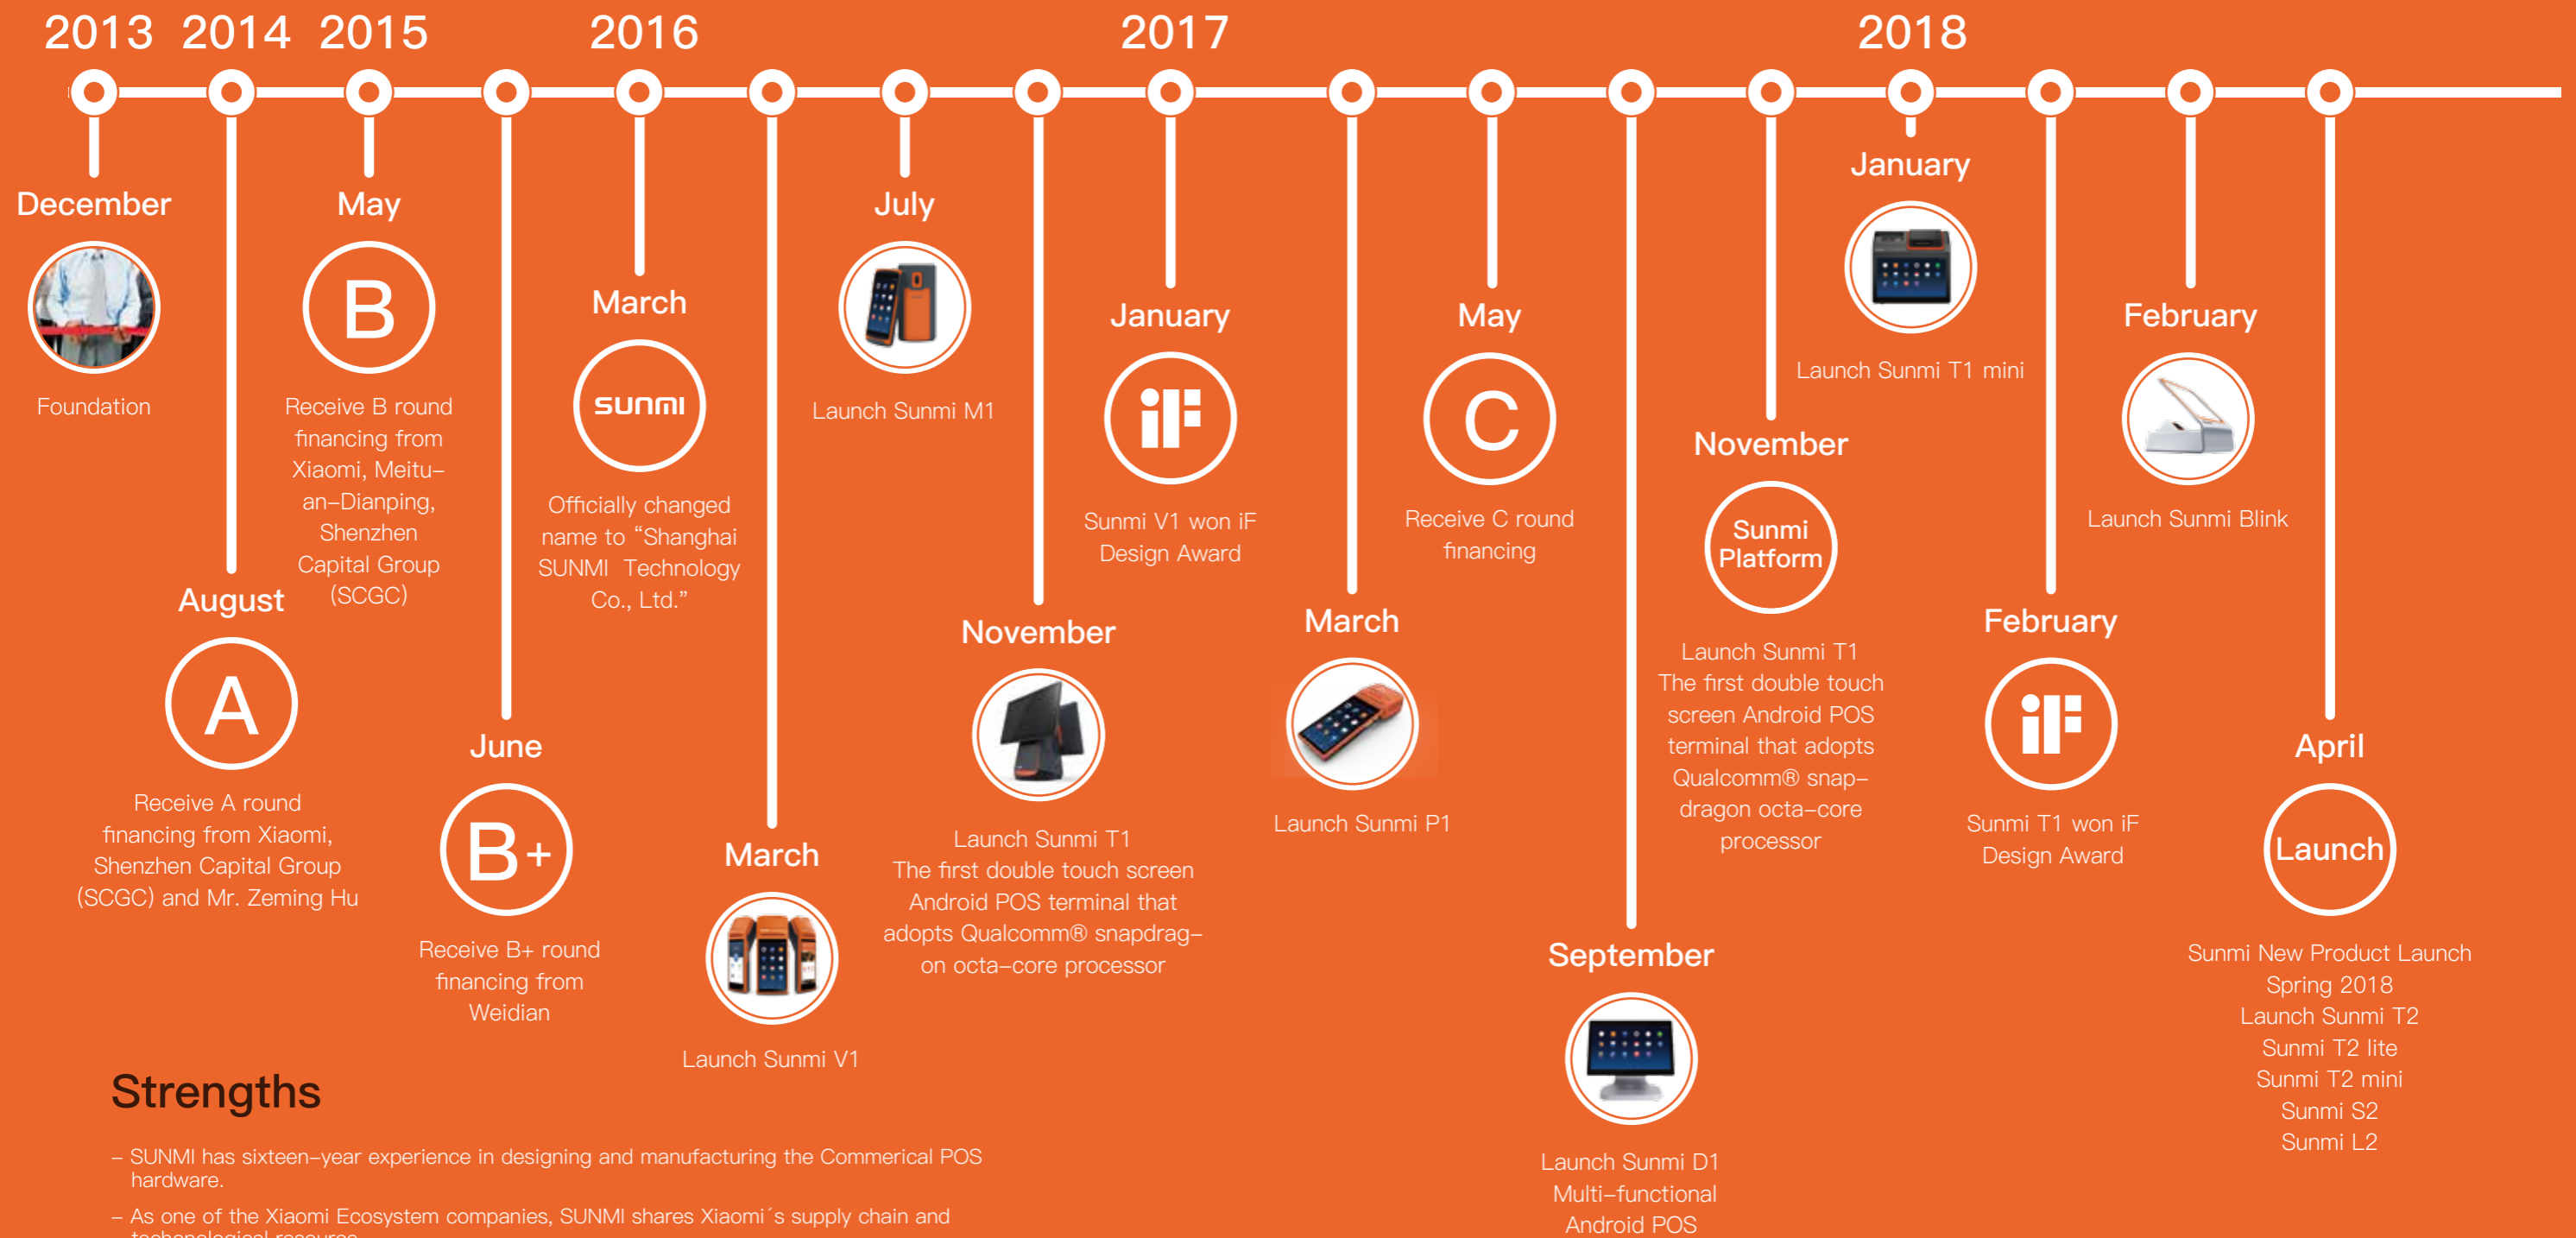 2013
2014
2015
2016
2017
2018
December
Foundation
August
A
Receive A round
financing from Xiaomi,
Shenzhen Capital Group
(SCGC) and Mr. Zeming Hu
May
B
Receive B round
financing from
Xiaomi, Meitu-
an-Dianping,
Shenzhen
Capital Group
(SCGC)
June
B+
Receive B+ round
financing from
Weidian
March
SUNMI
Officially changed
name to “Shanghai
SUNMI Technology
Co., Ltd.”
March
Launch Sunmi V1
July
Launch Sunmi M1
November
Launch Sunmi T1
The first double touch screen
Android POS terminal that
adopts Qualcomm® snapdrag-
on octa-core processor
January
iF
Sunmi V1 won iF
Design Award
March
Launch Sunmi P1
May
C
Receive C round
financing
September
Launch Sunmi D1
Multi-functional
Android POS
November
Sunmi
Platform
Launch Sunmi T1
The first double touch
screen Android POS
terminal that adopts
Qualcomm® snap-
dragon octa-core
processor
January
Launch Sunmi T1 mini
February
iF
Sunmi T1 won iF
Design Award
February
Launch Sunmi Blink
April
Launch
Sunmi New Product Launch
Spring 2018
Launch Sunmi T2
Sunmi T2 lite
Sunmi T2 mini
Sunmi S2
Sunmi L2
Strengths
- SUNMI has sixteen-year experience in designing and manufacturing the Commerical POS
hardware.
- As one of the Xiaomi Ecosystem companies, SUNMI shares Xiaomi´s supply chain and